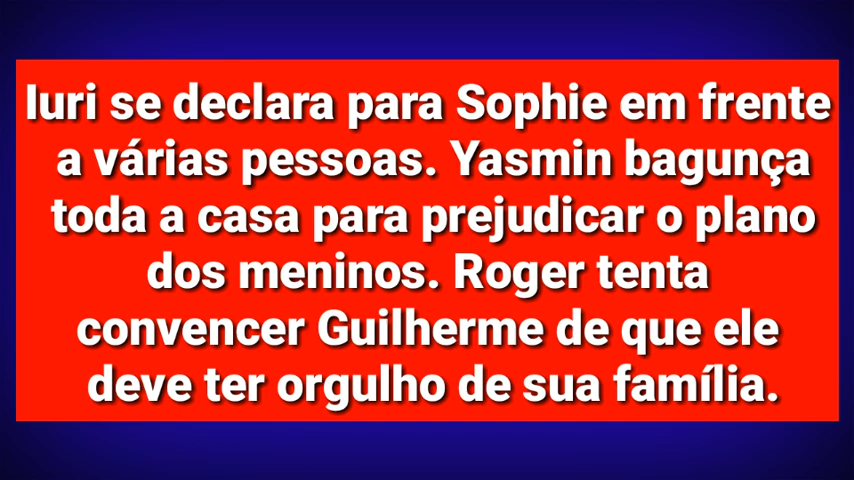 Iuri se declara para Sophie em frente
a várias pessoas. Yasmin bagunça
toda a casa para prejudicar o plano
dos meninos. Roger tenta
convencer Guilherme de que ele
deve ter orgulho de sua família.